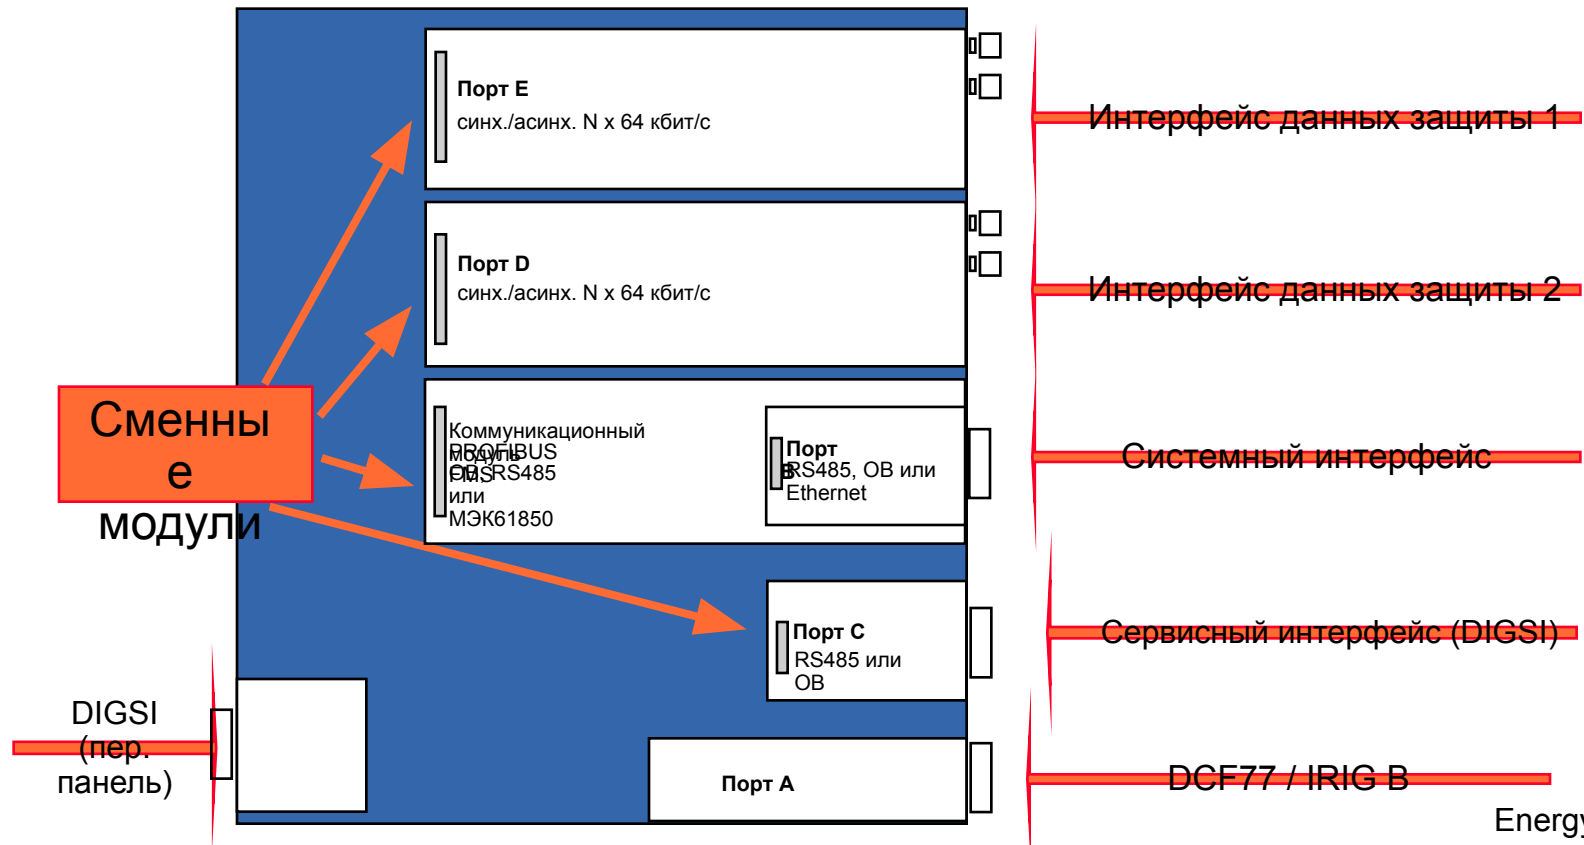 Порт E
синх./асинх. N x 64 кбит/с
Интерфейс данных защиты 1
Порт D
синх./асинх. N x 64 кбит/с
Интерфейс данных защиты 2
Сменны
е
модули
Коммуникационный
модуль
PROFIBUS
FMS
ОВ, RS485
или
МЭК61850
Порт
B
RS485, ОВ или
Ethernet
Системный интерфейс
Порт C
RS485 или
ОВ
Сервисный интерфейс (DIGSI)
DIGSI
(пер.
панель)
Порт A
DCF77 / IRIG B
Energy